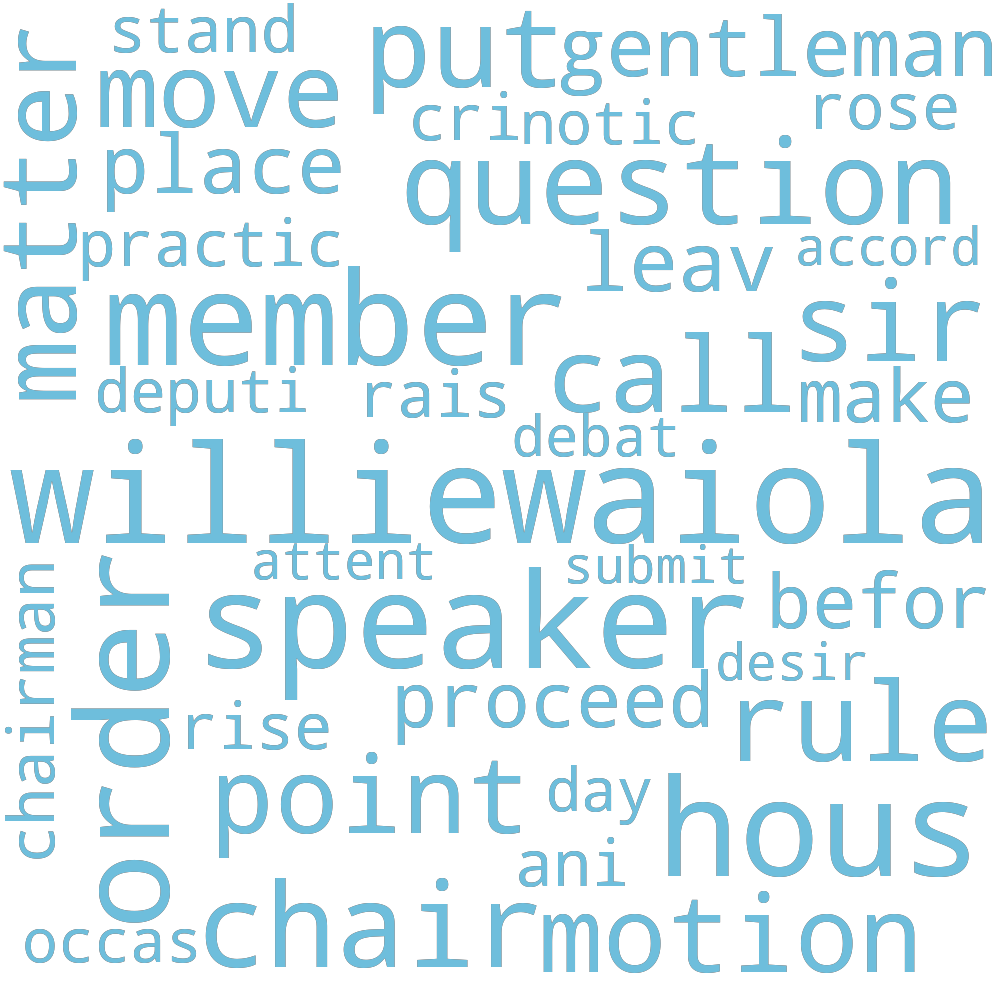 stand
put
gentleman
matter
move
crinotic
rose
place
question
practic
leav
accord
member
sir
call
deputi
rais
make
debat
williewaiola
attent
submit
chairman
order
speaker
befor
desir
proceed
rule
rise
point
day
hous
ani
chair
motion
occas